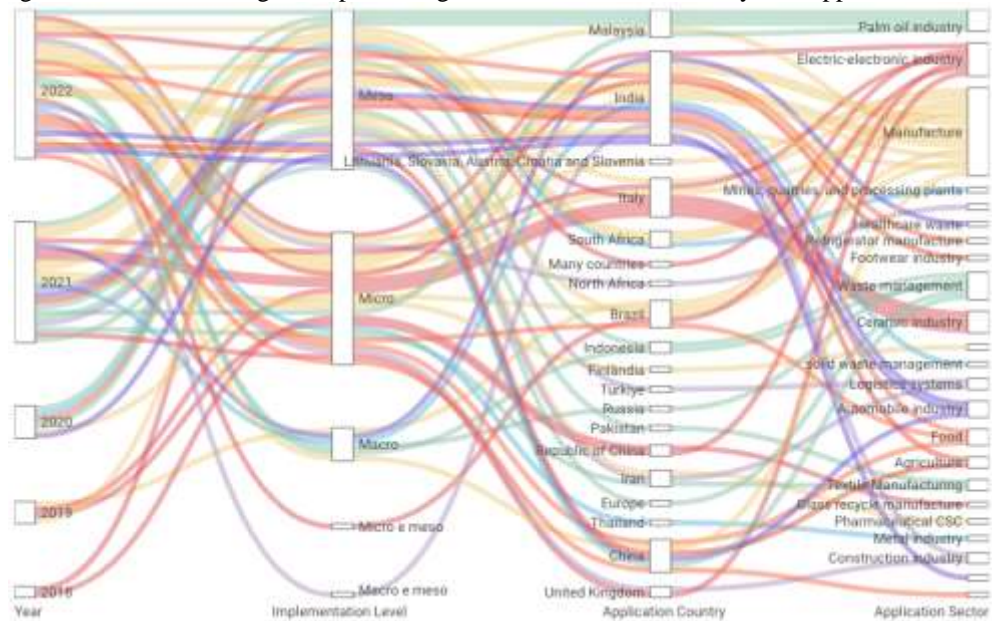 Malaysia
Palm oil industry
Electric-electronic industry
2022
Meso
India
Manufacture
Lithuania, Slovakia, Austria, Croatia and Slovenia
Italy
Mines, quarries, and processing plants
Healthcare waste
South Africa
Refrigerator manufacture
Many countries
Footwear industry
2021
North Africa
Waste management
Micro
Brazil
Ceramic industry
Indonesia
solid waste management
Finlândia
Logistics systems
Türkiye
Russia
Automobile industry
2020
Pakistan
Food
Macro
Republic of China
Agriculture
Iran
Textile Manufacturing
Europe
Glass recycle manufacture
2019
Thailand
Pharmaceutical CSC
Micro e meso
Metal industry
China
Construction industry
2018
Macro e meso
United Kingdom
Year
Implementation Level
Application Country
Application Sector